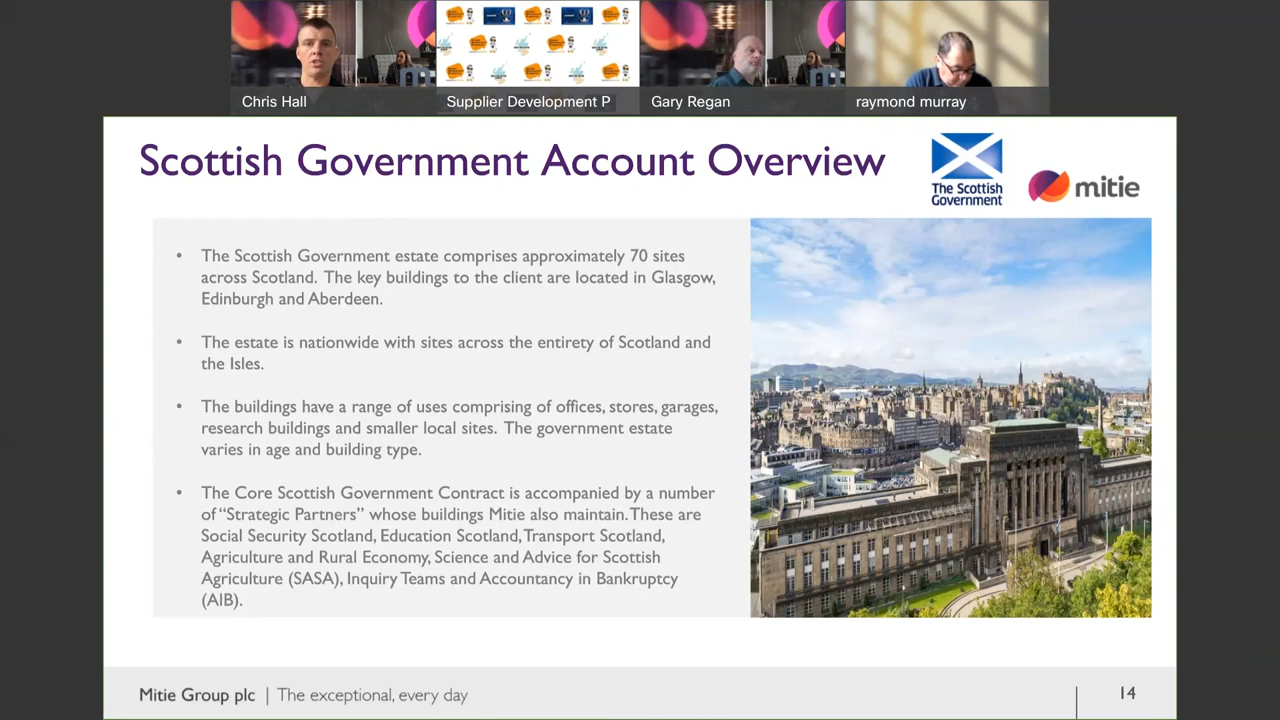 Chris Hall
Supplier Development P
Gary Regan
raymond murray
Scottish Government Account Overview
The Scottish
Government
mitie
• The Scottish Government estate comprises approximately 70 sites
across Scotland. The key buildings to the client are located in Glasgow,
Edinburgh and Aberdeen.
• The estate is nationwide with sites across the entirety of Scotland and
the Isles.
• The buildings have a range of uses comprising of offices, stores, garages,
research buildings and smaller local sites. The government estate
varies in age and building type.
• The Core Scottish Government Contract is accompanied by a number
of “Strategic Partners” whose buildings Mitie also maintain. These are
Social Security Scotland, Education Scotland, Transport Scotland,
Agriculture and Rural Economy, Science and Advice for Scottish
Agriculture (SASA), Inquiry Teams and Accountancy in Bankruptcy
(AIB).
Mitie Group plc | The exceptional, every day
14